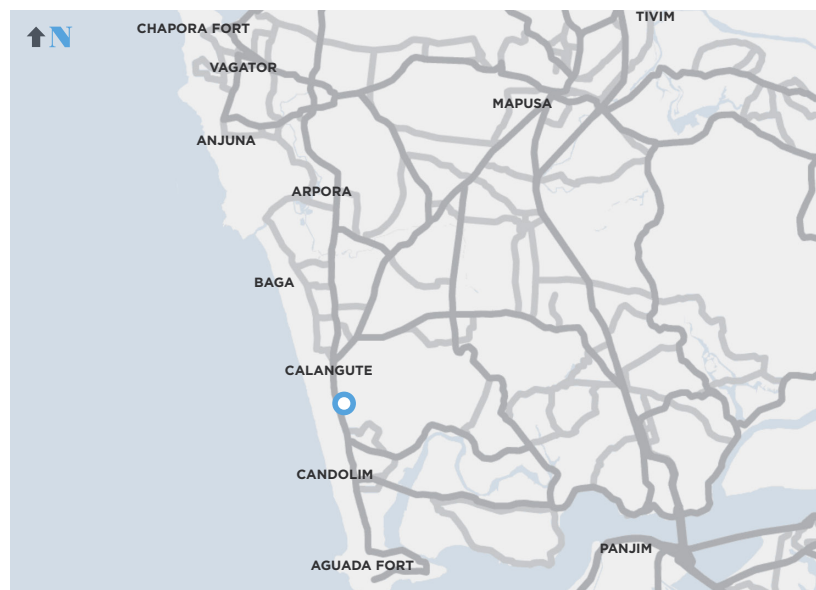 TIVIM
CHAPORA FORT
N
VAGATOR
MAPUSA
ANJUNA
ARPORA
BAGA
CALANGUTE
CANDOLIM
PANJIM
AGUADA FORT